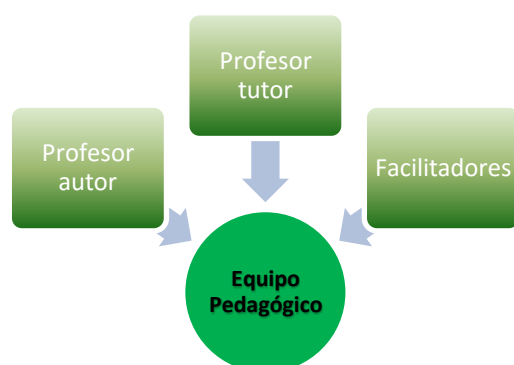 Profesor
tutor
Profesor
autor
Facilitadores
Equipo
Pedagógico